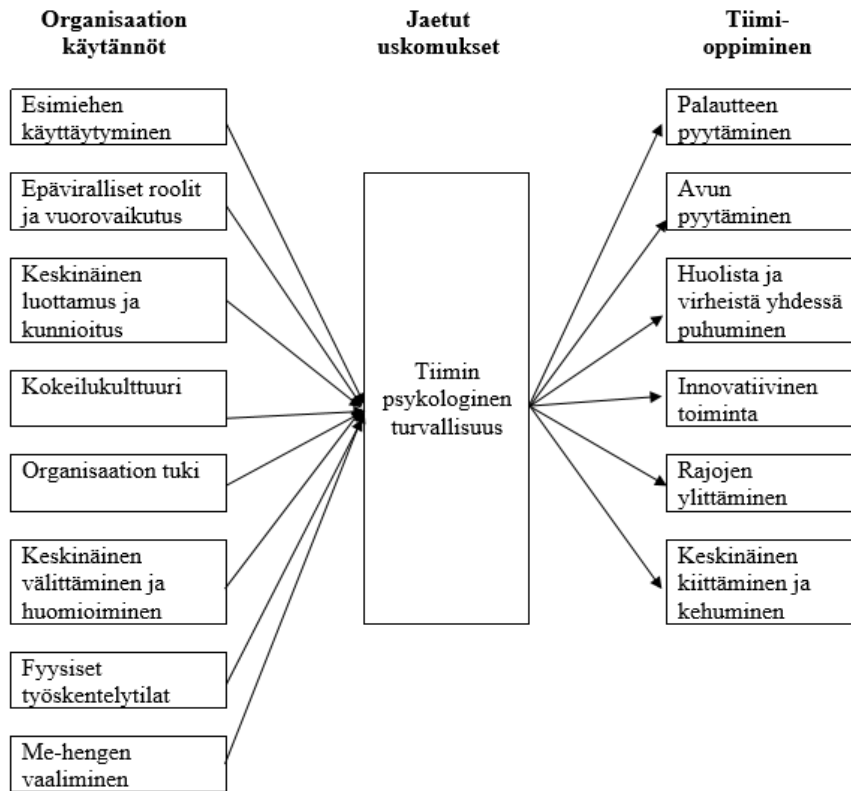 Organisaation
käytännöt
Jaetut
uskomukset
Tiimi-
oppiminen
Esimiehen
käyttäytyminen
Epäviralliset roolit
ja vuorovaikutus
Keskinäinen
luottamus ja
kunnioitus
Kokeilukulttuuri
Organisaation tuki
Keskinäinen
välittäminen ja
huomioiminen
Fyysiset
työskentelytilat
Me-hengen
vaaliminen
Tiimin
psykologinen
turvallisuus
Palautteen
pyytäminen
Avun
pyytäminen
Huolista ja
virheistä yhdessä
puhuminen
Innovatiivinen
toiminta
Rajojen
ylittäminen
Keskinäinen
kiittäminen ja
kehuminen